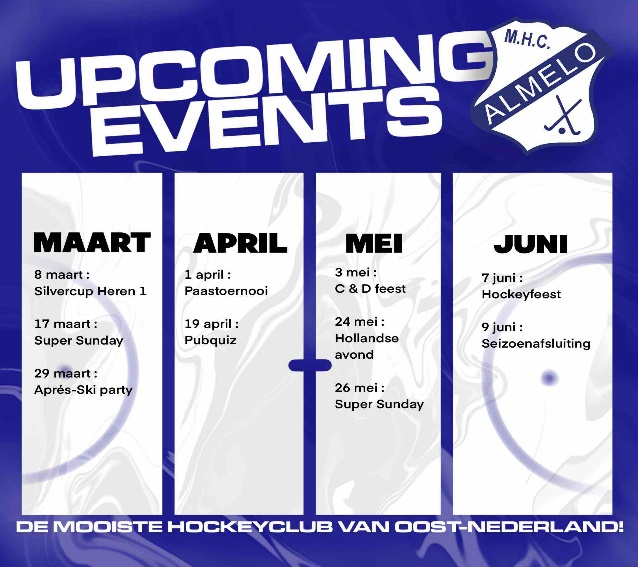 UPCOMING
EVENTS
M.H.C.
ALMELO
MAART
8 maart :
Silvercup Heren 1
17 maart :
Super Sunday
29 maart :
Aprés-Ski party
APRIL
1 april :
Paastoernooi
19 april :
Pubquiz
MEI
3 mei :
C & D feest
24 mei :
Hollandse
avond
26 mei :
Super Sunday
JUNI
7 juni :
Hockeyfeest
9 juni :
Seizoenafsluiting
DE MOOISTE HOCKEYCLUB VAN OOST-NEDERLAND!